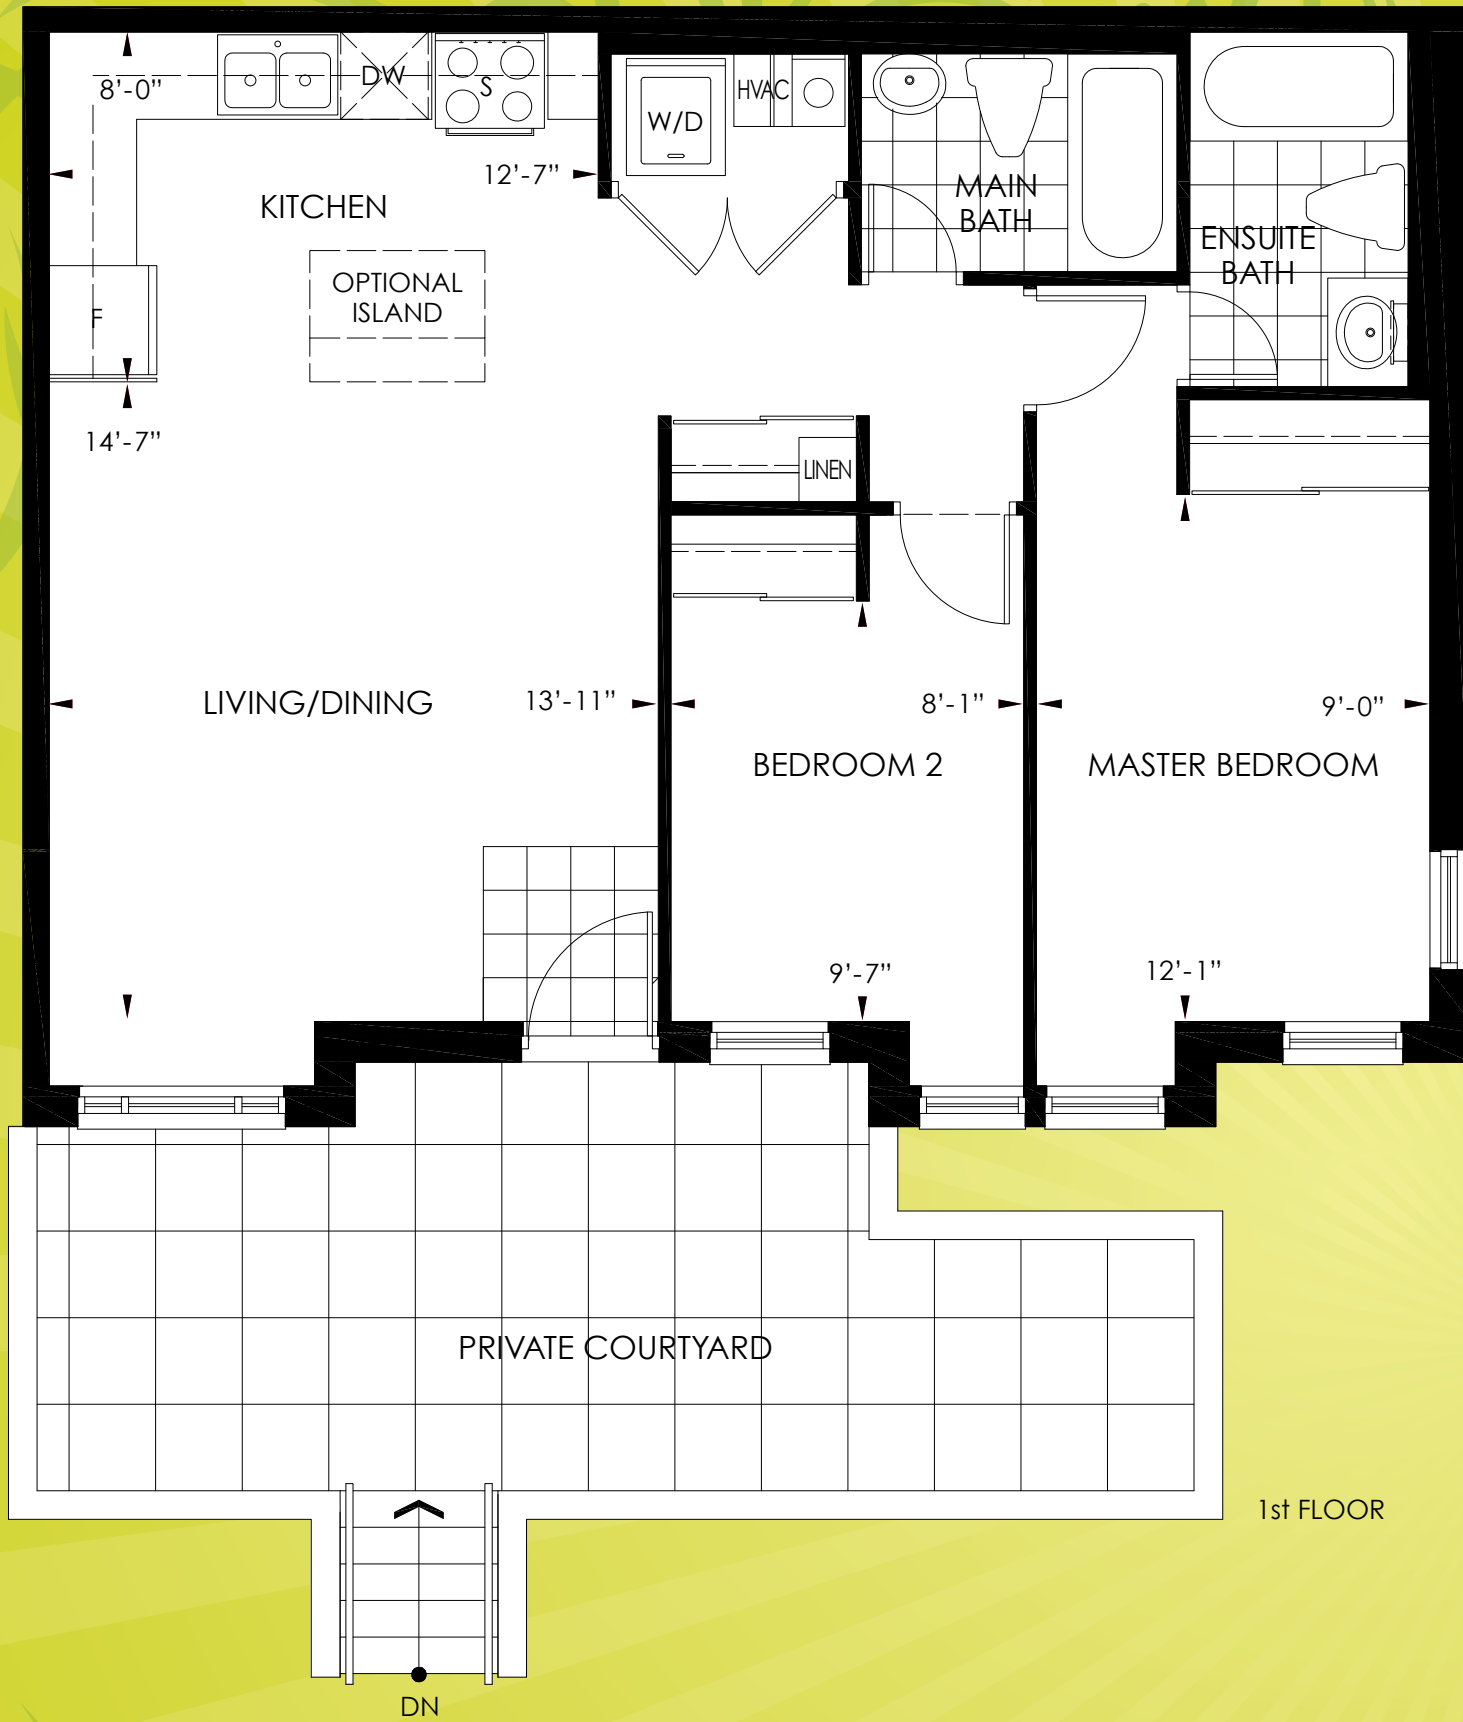 8'-0”
DW
S
W/D
HVAC
12'-7”
KITCHEN
MAIN
BATH
ENSUITE
BATH
OPTIONAL
ISLAND
F
14'-7”
LINEN
LIVING/DINING
13'-11”
8'-1”
9'-0”
BEDROOM 2
MASTER BEDROOM
9'-7”
12'-1”
PRIVATE COURTYARD
1st FLOOR
DN